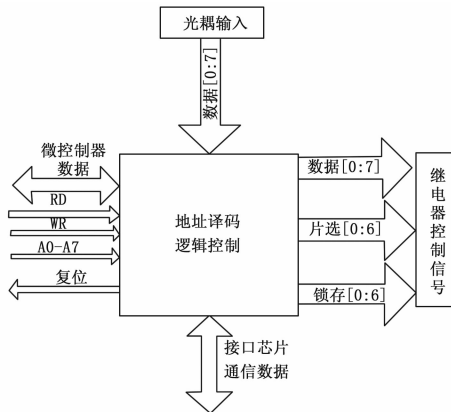 光耦输入
数据[0:7]
微控制器
数据
RD
WR
A0-A7
复位
地址译码
逻辑控制
数据[0:7]
片选[0:6]
锁存[0:6]
继电器控制信号
接口芯片
通信数据